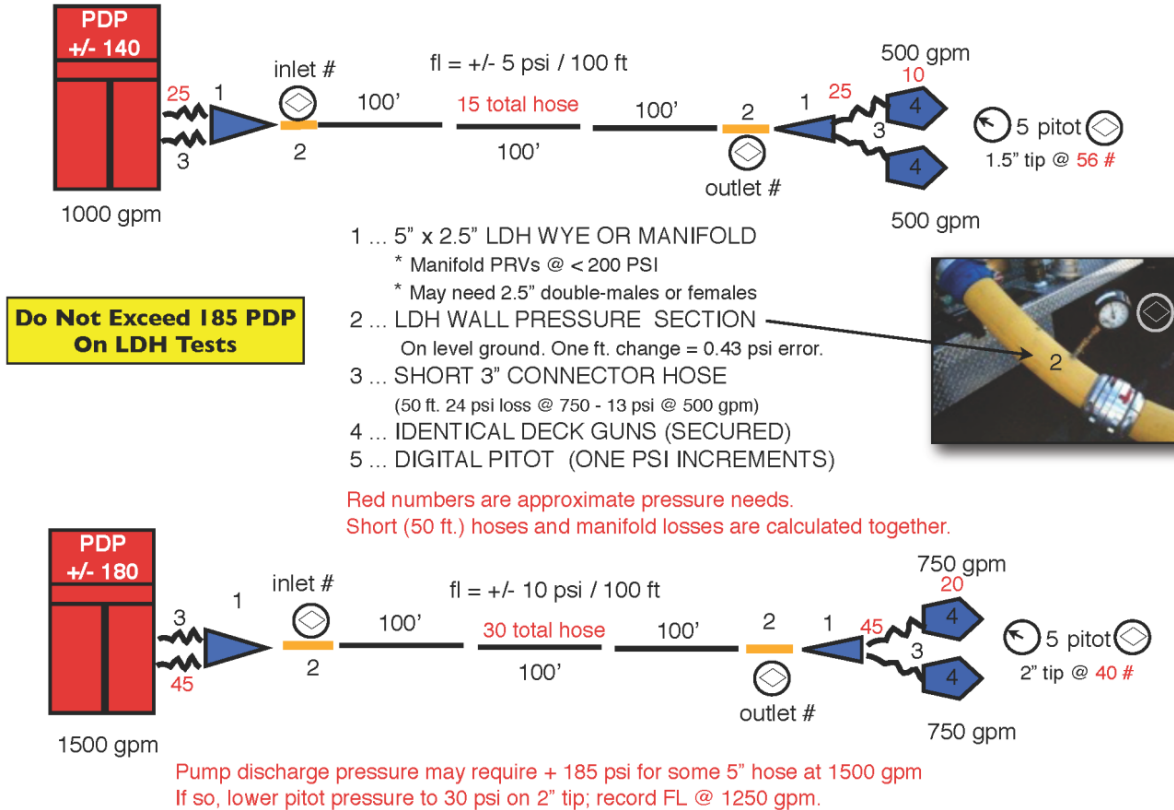 PDP
+/- 140
25
1
3
1000 gpm
inlet #
2
fl = +/- 5 psi / 100 ft
100'
15 total hose
100'
100'
2
outlet #
1
25
3
500 gpm
10
4
4
500 gpm
5 pitot
1.5" tip @ 56 #
Do Not Exceed 185 PDP
On LDH Tests
1 ... 5" x 2.5" LDH WYE OR MANIFOLD
* Manifold PRVs @ < 200 PSI
* May need 2.5" double-males or females
2 ... LDH WALL PRESSURE SECTION
On level ground. One ft. change = 0.43 psi error.
3 ... SHORT 3" CONNECTOR HOSE
(50 ft. 24 psi loss @ 750 - 13 psi @ 500 gpm)
4 ... IDENTICAL DECK GUNS (SECURED)
5 ... DIGITAL PITOT (ONE PSI INCREMENTS)
2
Red numbers are approximate pressure needs.
Short (50 ft.) hoses and manifold losses are calculated together.
PDP
+/- 180
3
1
45
1500 gpm
inlet #
2
fl = +/- 10 psi / 100 ft
100'
30 total hose
100'
100'
2
outlet #
1
45
3
750 gpm
20
4
4
750 gpm
5 pitot
2" tip @ 40 #
Pump discharge pressure may require + 185 psi for some 5" hose at 1500 gpm
If so, lower pitot pressure to 30 psi on 2" tip; record FL @ 1250 gpm.